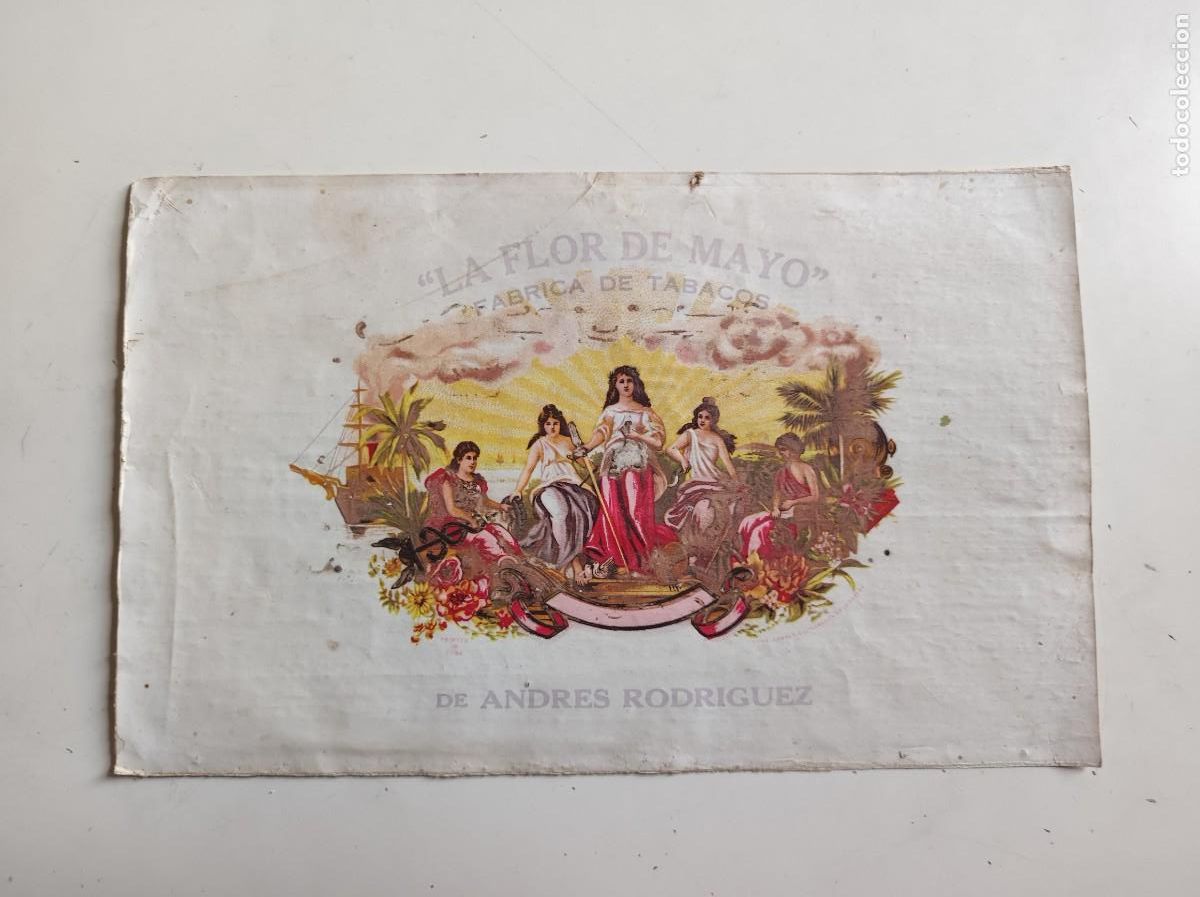 "LA FLOR DE MAYO"
FABRICA DE TABACOS
DE ANDRES RODRIGUEZ
todocoleccion